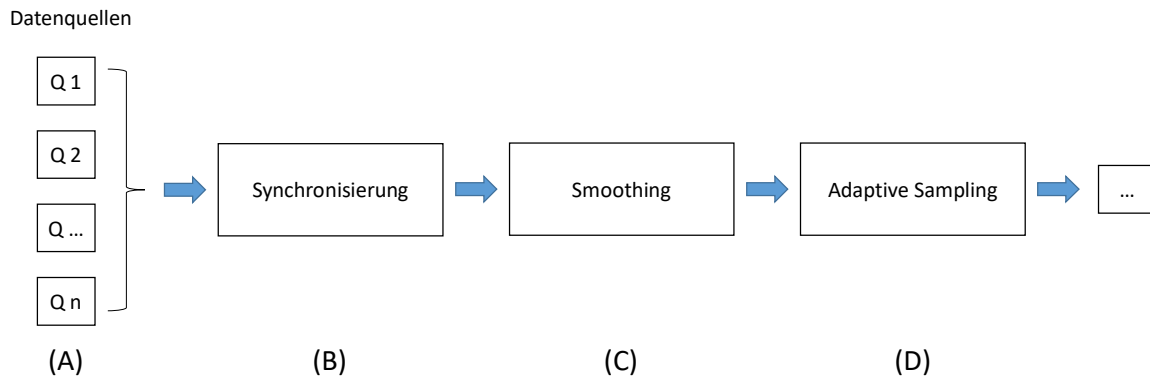 Datenquellen
Q 1
Q 2
Q ...
Q n
Synchronisierung
Smoothing
Adaptive Sampling
...
(A)
(B)
(C)
(D)